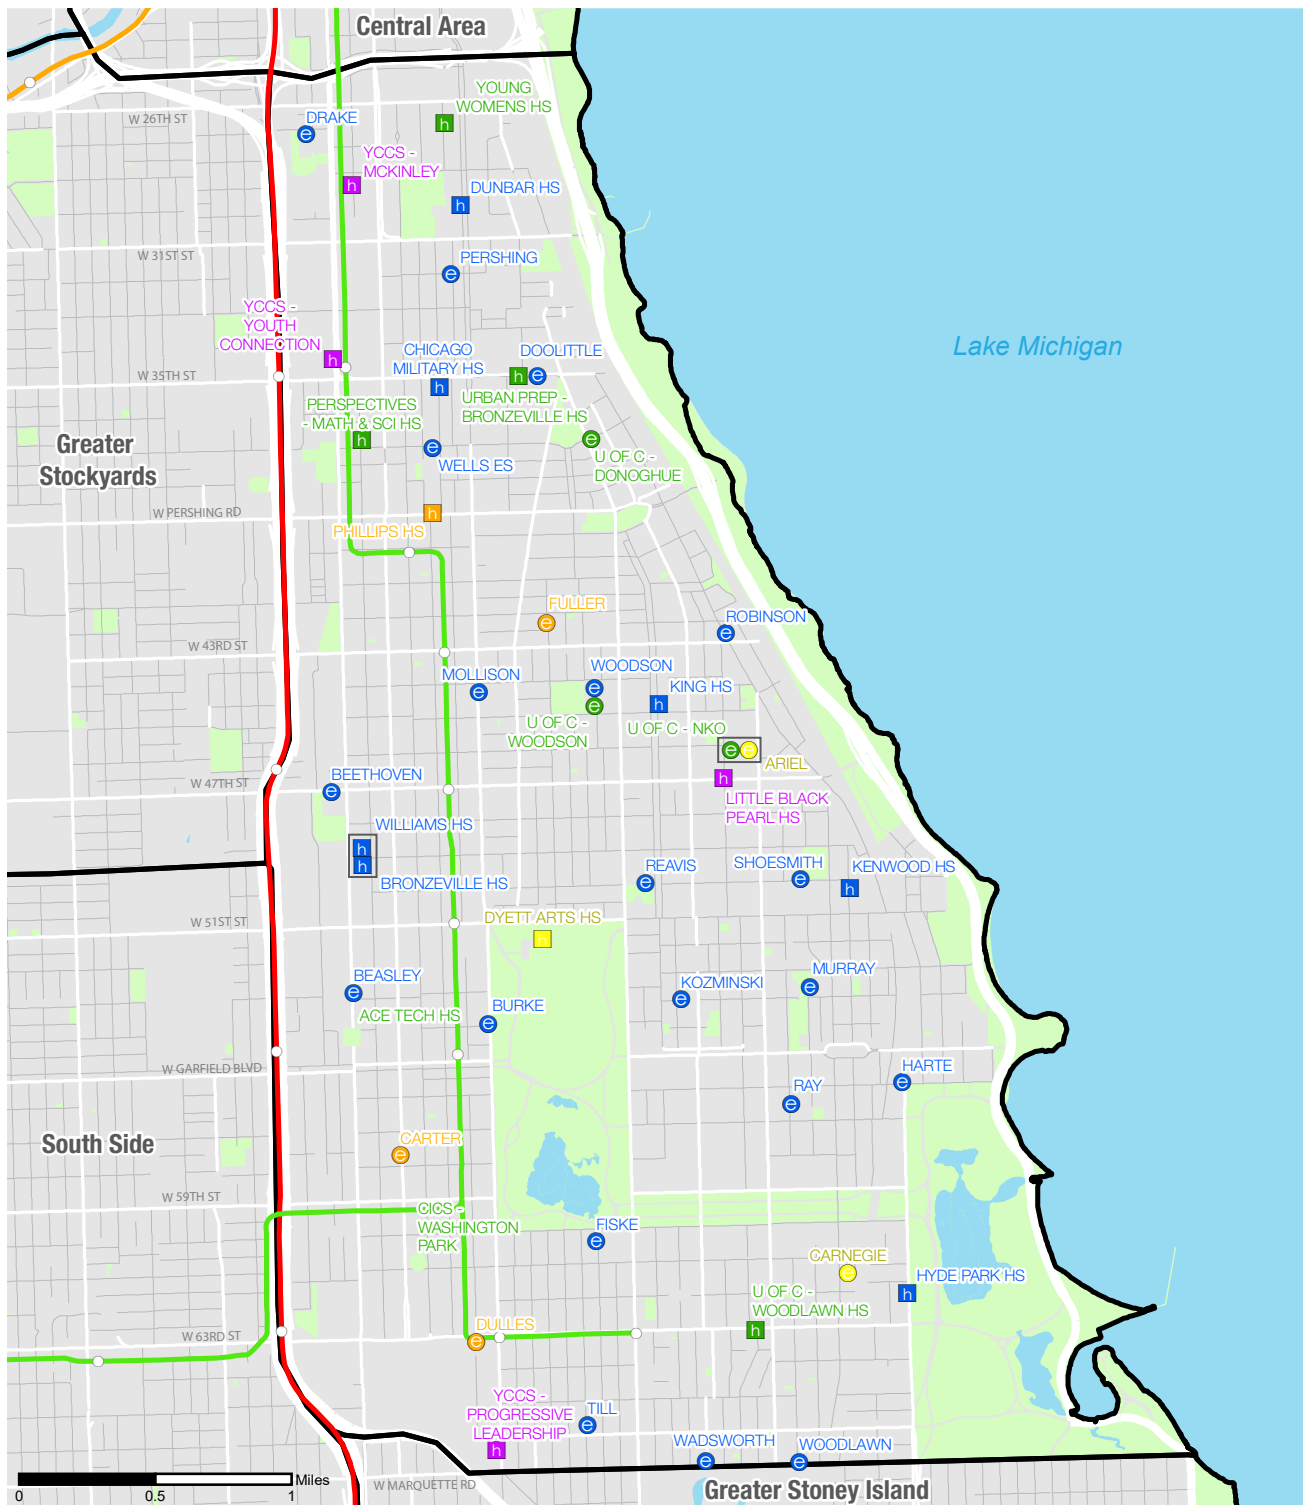 Central Area
YOUNG
WOMENS HS
h
W 26TH ST
DRAKE
e
YCCS -
MCKINLEY
h
DUNBAR HS
h
W 31ST ST
PERSHING
e
YCCS -
YOUTH
CONNECTION
h
Lake Michigan
CHICAGO
MILITARY HS
h
DOOLITTLE
h
e
W 35TH ST
URBAN PREP -
BRONZEVILLE HS
PERSPECTIVES
- MATH & SCI HS
h
Greater
Stockyards
e
WELLS ES
e
U OF C -
DONOGHUE
W PERSHING RD
h
PHILLIPS HS
FULLER
e
ROBINSON
e
W 43RD ST
MOLLISON
e
WOODSON
e
e
KING HS
h
U OF C -
WOODSON
U OF C - NKO
e
e
ARIEL
W 47TH ST
BEETHOVEN
e
h
LITTLE BLACK
PEARL HS
WILLIAMS HS
h
h
BRONZEVILLE HS
REAVIS
e
SHOESMITH
e
KENWOOD HS
h
W 51ST ST
DYETT ARTS HS
h
BEASLEY
e
KOZMINSKI
e
MURRAY
e
ACE TECH HS
BURKE
e
W GARFIELD BLVD
HARTE
e
RAY
e
South Side
CARTER
e
W 59TH ST
CICS -
WASHINGTON
PARK
FISKE
e
CARNEGIE
e
HYDE PARK HS
h
U OF C -
WOODLAWN HS
h
W 63RD ST
DULLES
e
YCCS -
PROGRESSIVE
LEADERSHIP
h
TILL
e
WADSWORTH
e
WOODLAWN
e
Miles
0
0.5
1
W MARQUETTE RD
Greater Stoney Island